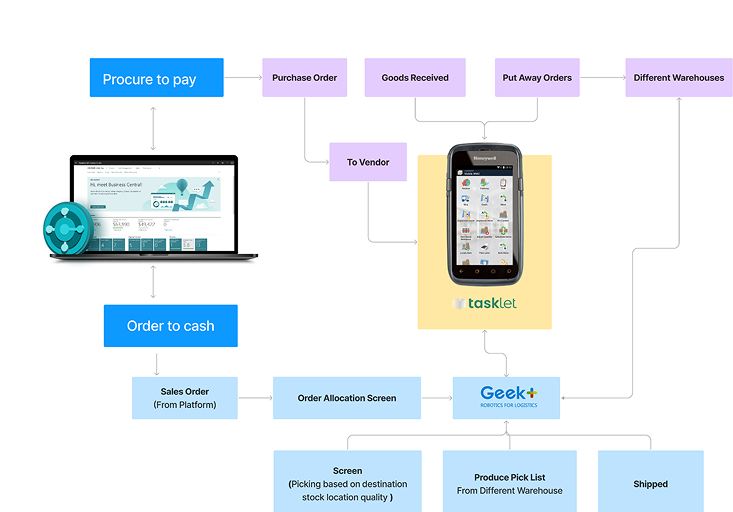 Procure to pay
Purchase Order
Goods Received
Put Away Orders
Different Warehouses
To Vendor
Honeywell
Hi, meet Business Central!
tasklet
Order to cash
Sales Order
(From Platform)
Order Allocation Screen
Geek+
ROBOTICS FOR LOGISTICS
Screen
(Picking based on destination
stock location quality )
Produce Pick List
From Different Warehouse
Shipped